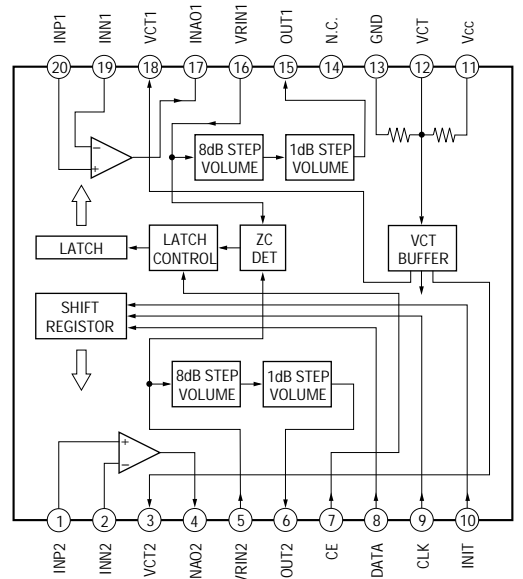 INP1
INN1
VCT1
INAO1
VRIN1
OUT1
N.C.
GND
VCT
Vcc
20
19
18
17
16
15
14
13
12
11
−
+
8dB STEP
VOLUME
1dB STEP
VOLUME
LATCH
LATCH
CONTROL
ZC
DET
VCT
BUFFER
SHIFT
REGISTOR
8dB STEP
VOLUME
1dB STEP
VOLUME
+
−
1
2
3
4
5
6
7
8
9
10
INP2
INN2
VCT2
NAO2
VRIN2
OUT2
CE
DATA
CLK
INIT